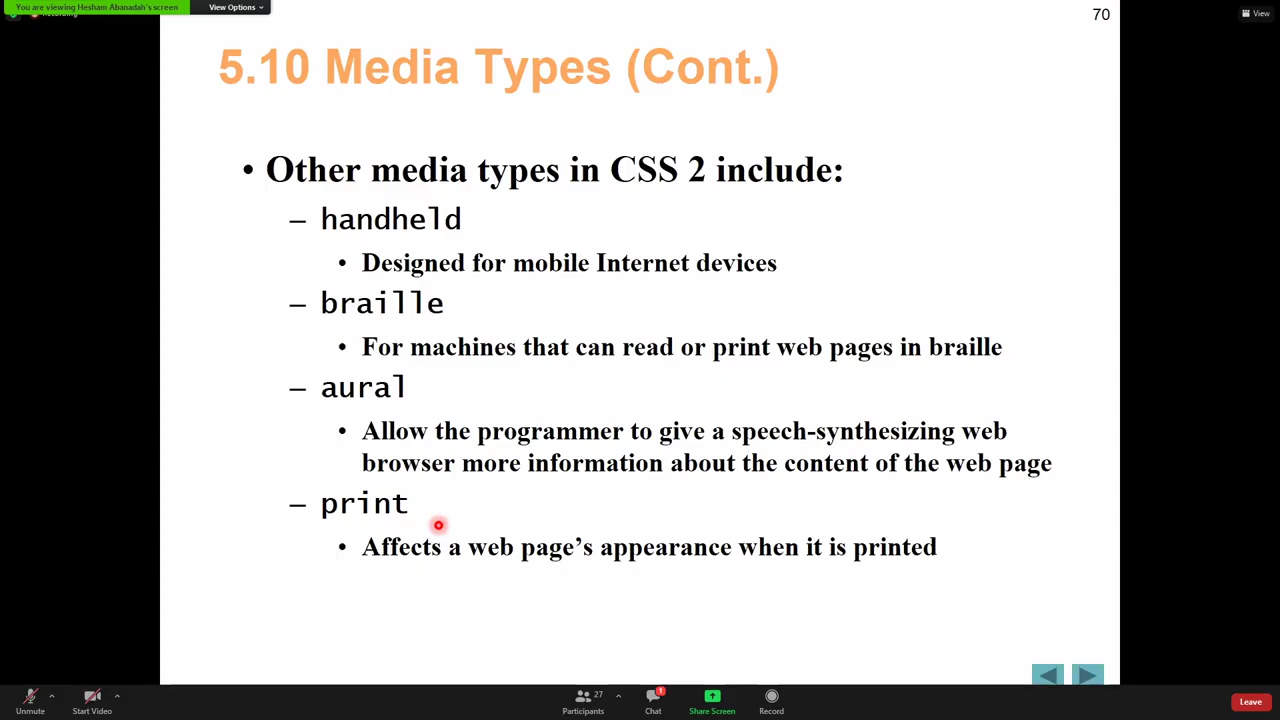 You are viewing Hesham Abanadah's screen
View Options
Recording
View
70
5.10 Media Types (Cont.)
• Other media types in CSS 2 include:
– handheld
• Designed for mobile Internet devices
– braille
• For machines that can read or print web pages in braille
– aural
• Allow the programmer to give a speech-synthesizing web
browser more information about the content of the web page
– print
• Affects a web page’s appearance when it is printed
Unmute
Start Video
27
Participants
1
Chat
Share Screen
Record
Leave